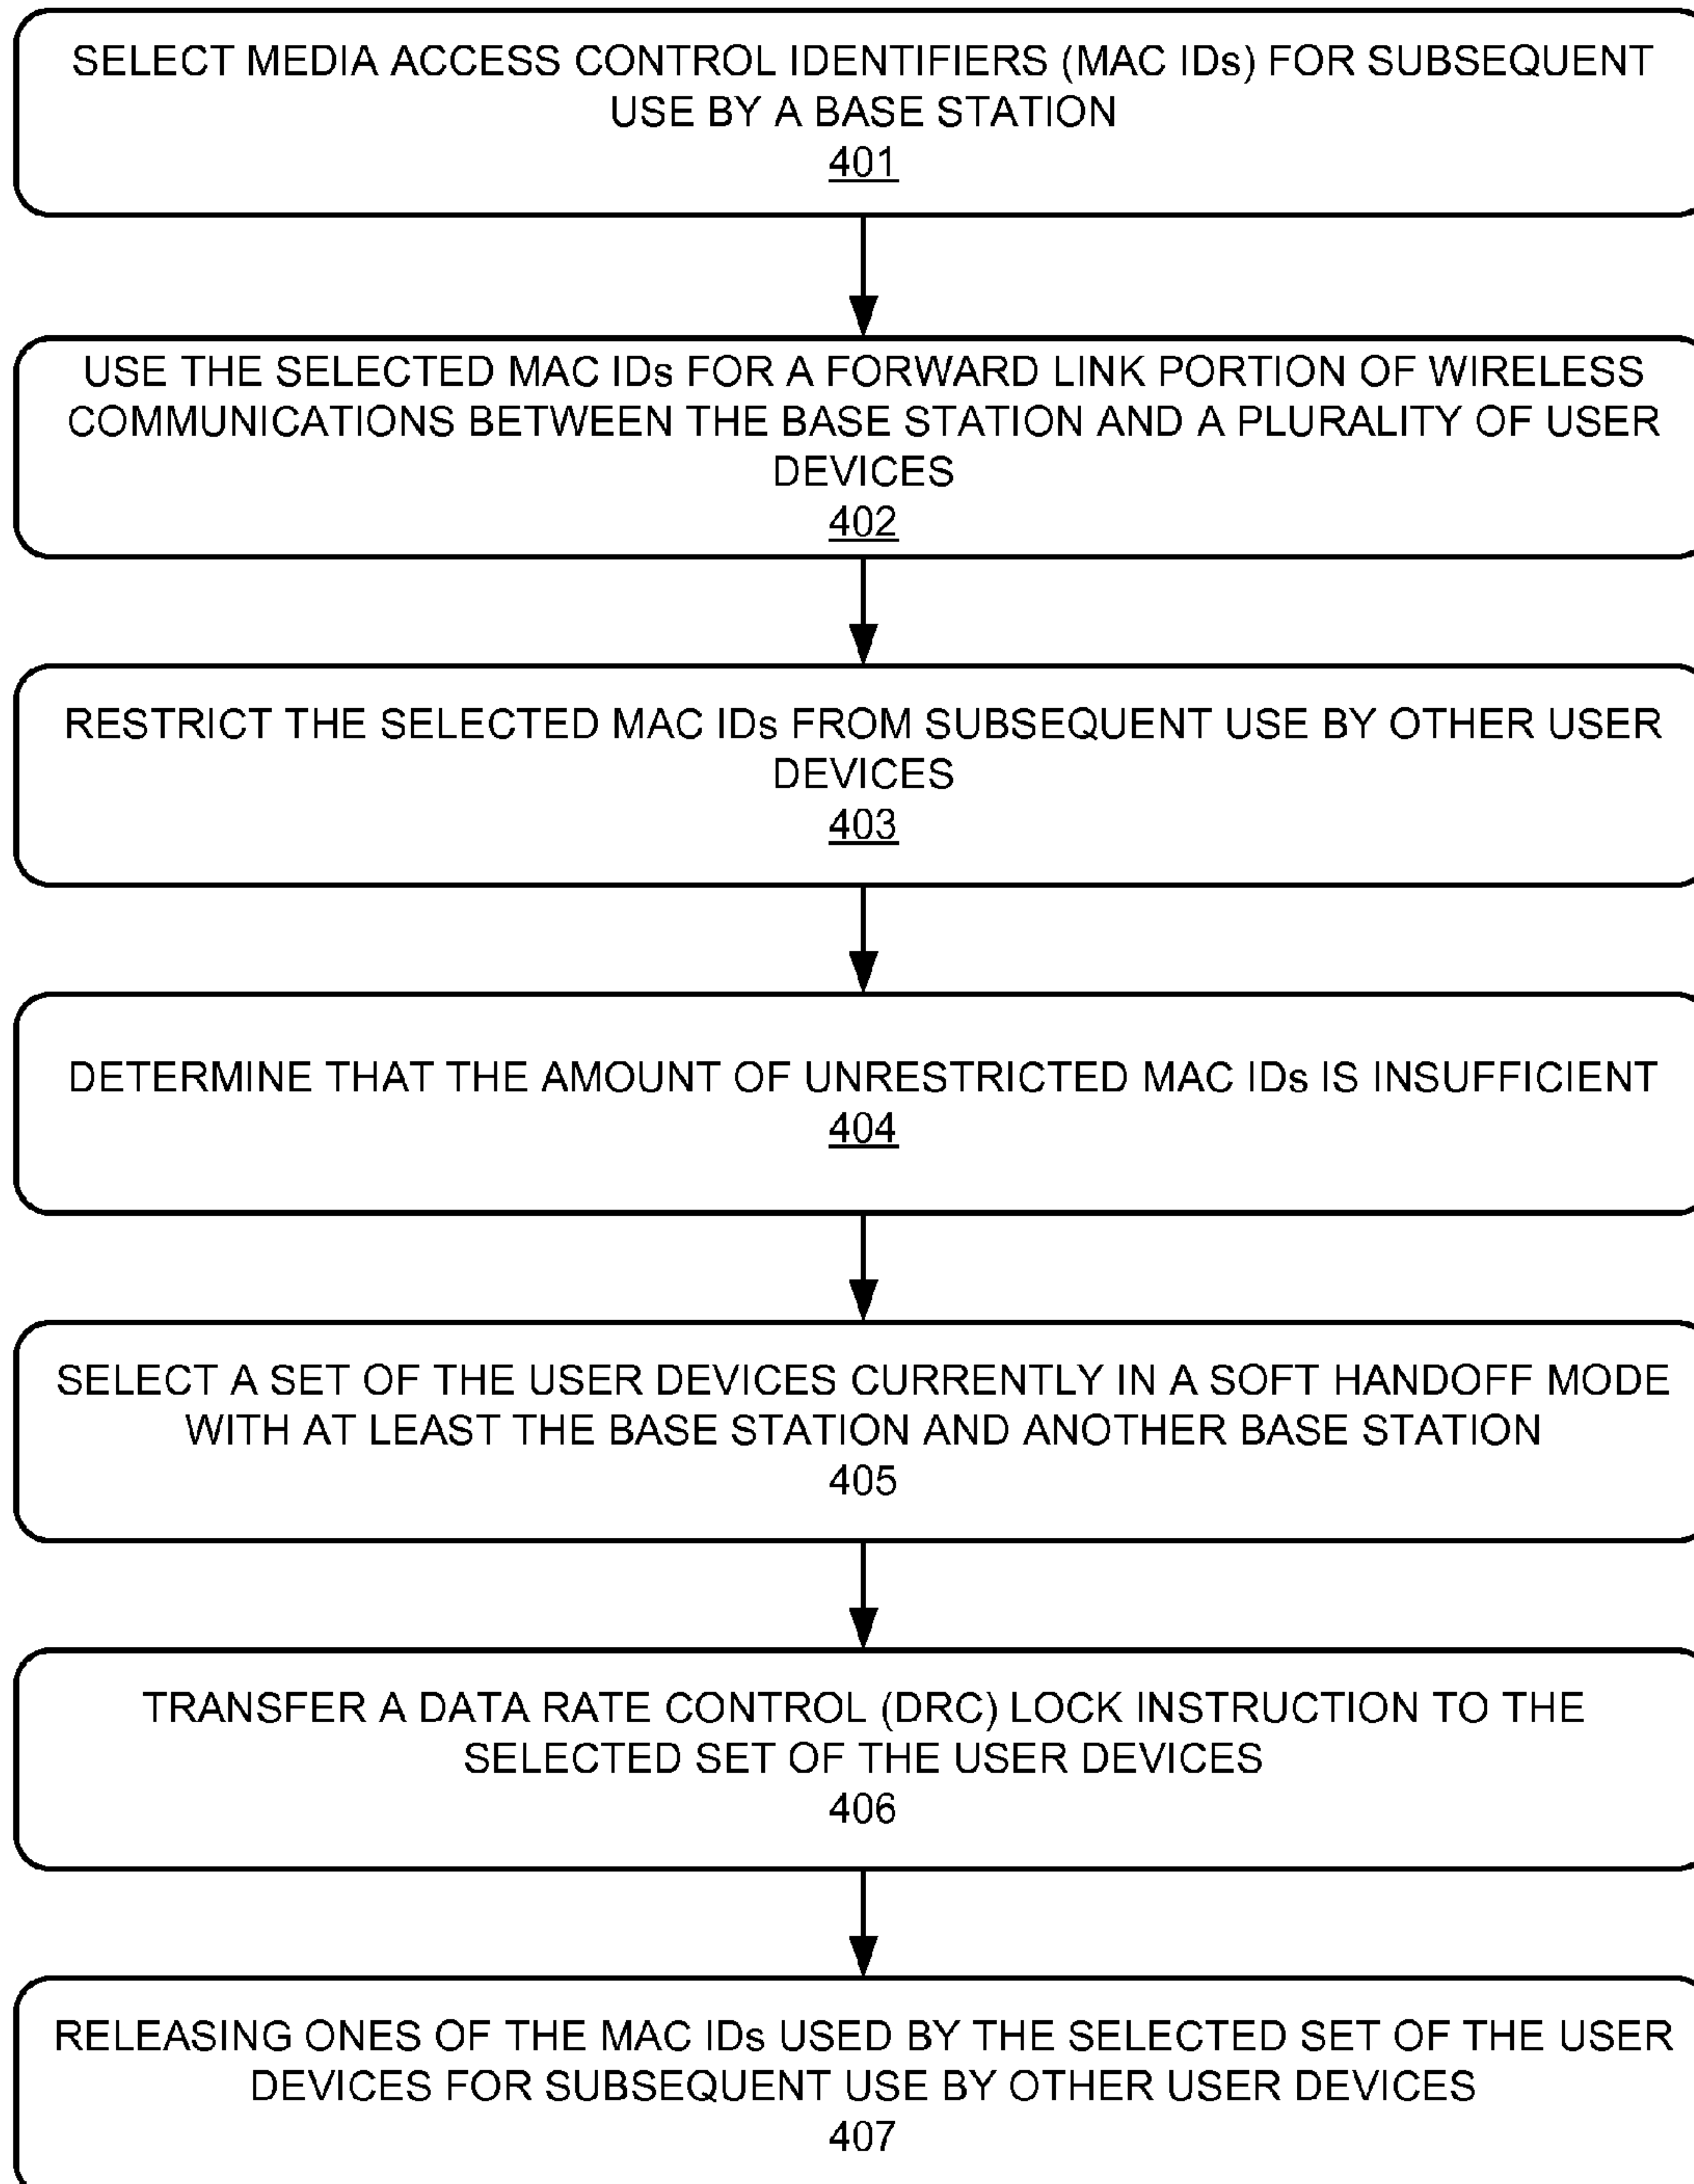 SELECT MEDIA ACCESS CONTROL IDENTIFIERS (MAC IDs) FOR SUBSEQUENT
USE BY A BASE STATION
401
USE THE SELECTED MAC IDs FOR A FORWARD LINK PORTION OF WIRELESS
COMMUNICATIONS BETWEEN THE BASE STATION AND A PLURALITY OF USER
DEVICES
402
RESTRICT THE SELECTED MAC IDs FROM SUBSEQUENT USE BY OTHER USER
DEVICES
403
DETERMINE THAT THE AMOUNT OF UNRESTRICTED MAC IDs IS INSUFFICIENT
404
SELECT A SET OF THE USER DEVICES CURRENTLY IN A SOFT HANDOFF MODE
WITH AT LEAST THE BASE STATION AND ANOTHER BASE STATION
405
TRANSFER A DATA RATE CONTROL (DRC) LOCK INSTRUCTION TO THE
SELECTED SET OF THE USER DEVICES
406
RELEASING ONES OF THE MAC IDs USED BY THE SELECTED SET OF THE USER
DEVICES FOR SUBSEQUENT USE BY OTHER USER DEVICES
407